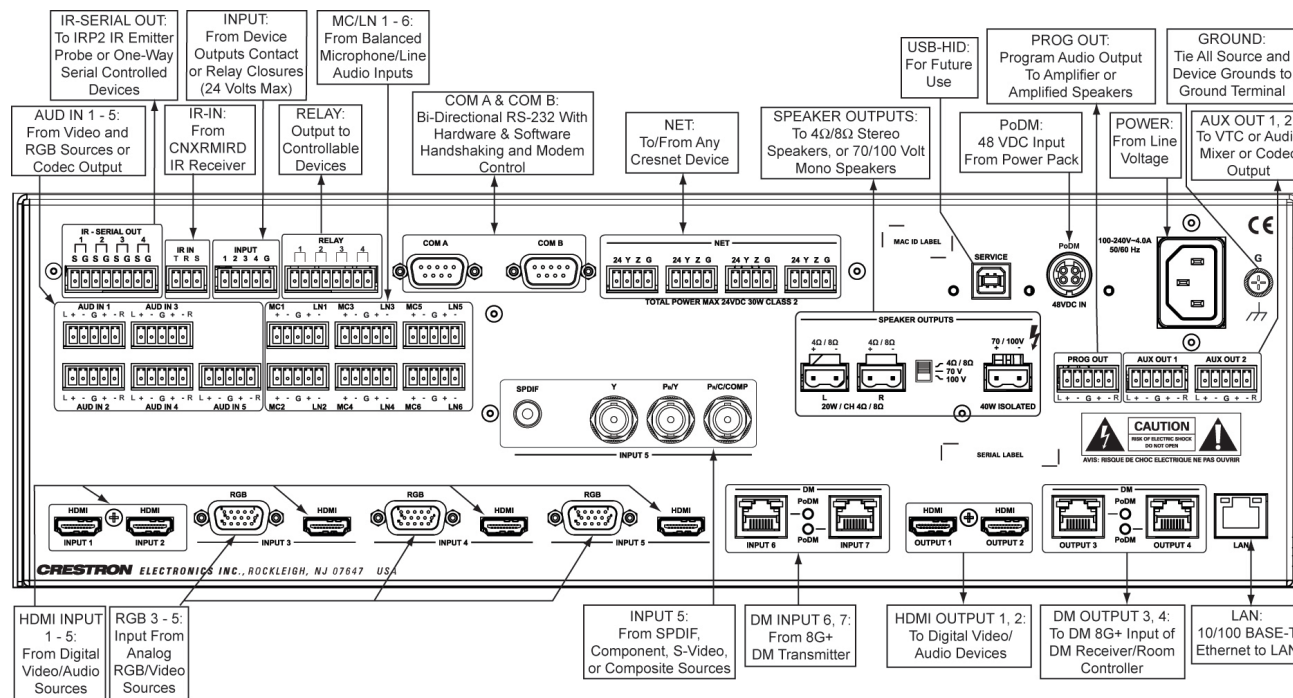 IR-SERIAL OUT:
To IRP2 IR Emitter
Probe or One-Way
Serial Controlled
Devices
INPUT:
From Device
Outputs Contact
or Relay Closures
(24 Volts Max)
MC/LN 1 - 6:
From Balanced
Microphone/Line
Audio Inputs
AUD IN 1 - 5:
From Video and
RGB Sources or
Codec Output
IR-IN:
From
CNXRMIRD
IR Receiver
RELAY:
Output to
Controllable
Devices
COM A & COM B:
Bi-Directional RS-232 With
Hardware & Software
Handshaking and Modem
Control
NET:
To/From Any
Cresnet Device
SPEAKER OUTPUTS:
To 4Ω/8Ω Stereo
Speakers, or 70/100 Volt
Mono Speakers
USB-HID:
For Future
Use
PoDM:
48 VDC Input
From Power Pack
PROG OUT:
Program Audio Output
To Amplifier or
Amplified Speakers
POWER:
From Line
Voltage
GROUND:
Tie All Source and
Device Grounds to
Ground Terminal
AUX OUT 1, 2
To VTC or Audio
Mixer or Codec
Output
IR - SERIAL OUT
1 2 3 4
S G S G S G S G
IR IN
T R S
INPUT
1 2 3 4 G
RELAY
1 2 3 4
COM A
COM B
NET
24 Y Z G 24 Y Z G 24 Y Z G 24 Y Z G
TOTAL POWER MAX 24VDC 30W CLASS 2
MAC ID LABEL
SERVICE
PoDM
48VDC IN
100-240V~4.0A
50/60 Hz
CE
G
AUD IN 1 AUD IN 3
L + - G + - R L + - G + - R
MC1 LN1 MC3 LN3 MC5 LN5
+ - G + - + - G + - + - G + -
L + - G + - R L + - G + - R L + - G + - R
AUD IN 2 AUD IN 4 AUD IN 5
+ - G + - + - G + - + - G + -
MC2 LN2 MC4 LN4 MC6 LN6
SPEAKER OUTPUTS
4Ω / 8Ω 4Ω / 8Ω
+ - + -
L R
20W / CH 4Ω / 8Ω
4Ω / 8Ω
70 V
100 V
70 / 100V
+ -
40W ISOLATED
PROG OUT
L + - G + - R
AUX OUT 1 AUX OUT 2
L + - G + - R L + - G + - R
CAUTION
RISK OF ELECTRIC SHOCK
DO NOT OPEN
AVIS: RISQUE DE CHOC ELECTRIQUE NE PAS OUVRIR
SERIAL LABEL
SPDIF
Y
PB/Y
PR/C/COMP
INPUT 5
HDMI HDMI
INPUT 1 INPUT 2
RGB HDMI
INPUT 3
RGB HDMI
INPUT 4
RGB HDMI
INPUT 5
DM
PoDM
PoDM
INPUT 6 INPUT 7
HDMI HDMI
OUTPUT 1 OUTPUT 2
DM
PoDM
PoDM
OUTPUT 3 OUTPUT 4
LAN
CRESTRON ELECTRONICS INC., ROCKLEIGH, NJ 07647 USA
HDMI INPUT
1 - 5:
From Digital
Video/Audio
Sources
RGB 3 - 5:
Input From
Analog
RGB/Video
Sources
INPUT 5:
From SPDIF,
Component, S-Video,
or Composite Sources
DM INPUT 6, 7:
From 8G+
DM Transmitter
HDMI OUTPUT 1, 2:
To Digital Video/
Audio Devices
DM OUTPUT 3, 4:
To DM 8G+ Input of
DM Receiver/Room
Controller
LAN:
10/100 BASE-T
Ethernet to LAN